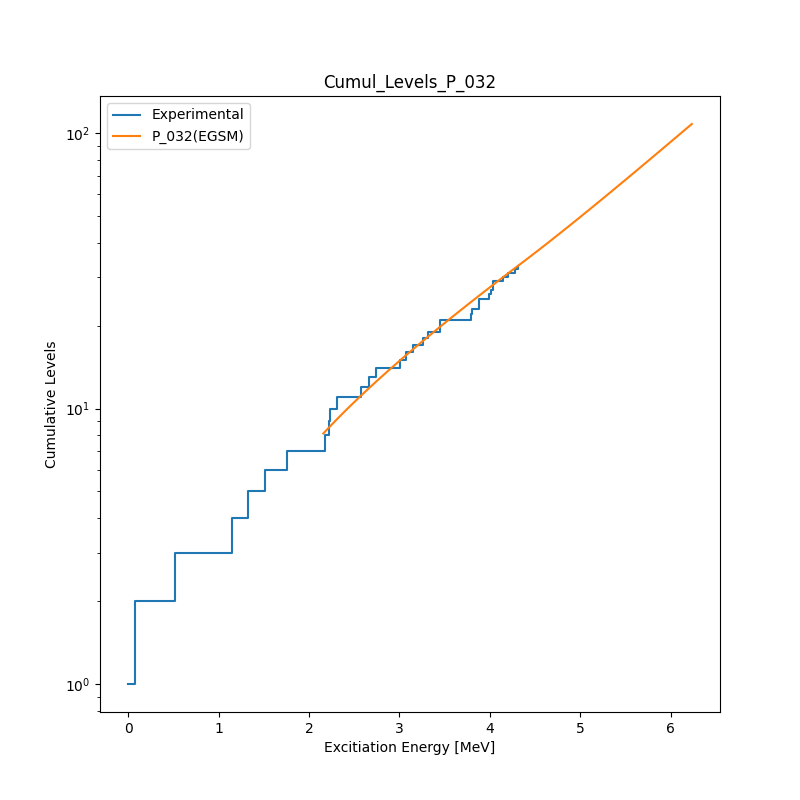 Cumul_Levels_P_032
Experimental
P_032(EGSM)
10²
10¹
10⁰
Cumulative Levels
0 1 2 3 4 5 6
Excitiation Energy [MeV]